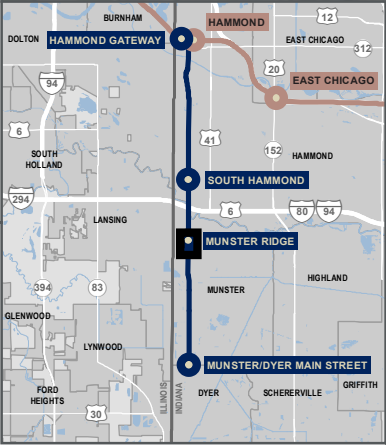 BURNHAM
HAMMOND
12
DOLTON
HAMMOND GATEWAY
EAST CHICAGO
312
20
EAST CHICAGO
94
6
41
152
SOUTH
HOLLAND
HAMMOND
SOUTH HAMMOND
294
6
80
94
LANSING
MUNSTER RIDGE
HIGHLAND
394
83
MUNSTER
GLENWOOD
LYNWOOD
MUNSTER/DYER MAIN STREET
FORD
HEIGHTS
ILLINOIS
INDIANA
DYER
SCHERERVILLE
GRIFFITH
30